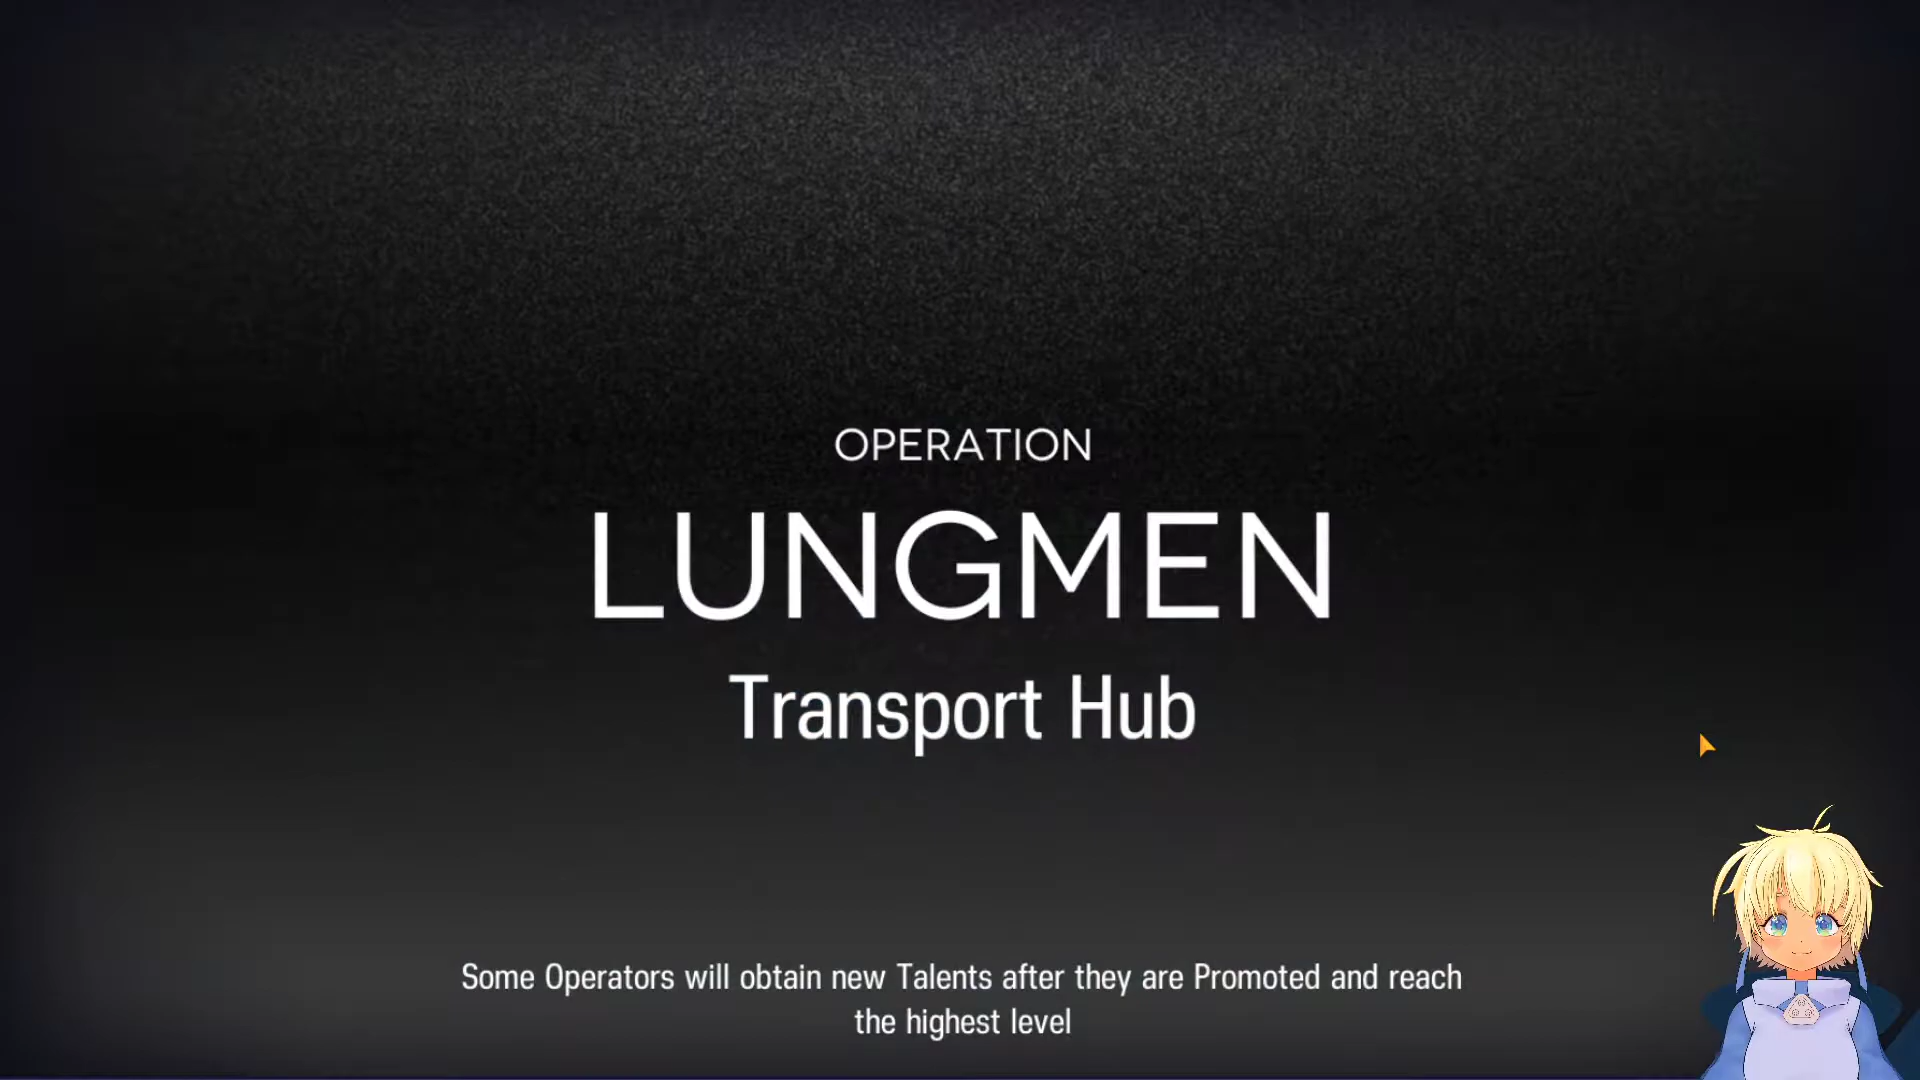 OPERATION
LUNGMEN
Transport Hub
Some Operators will obtain new Talents after they are Promoted and reach
the highest level